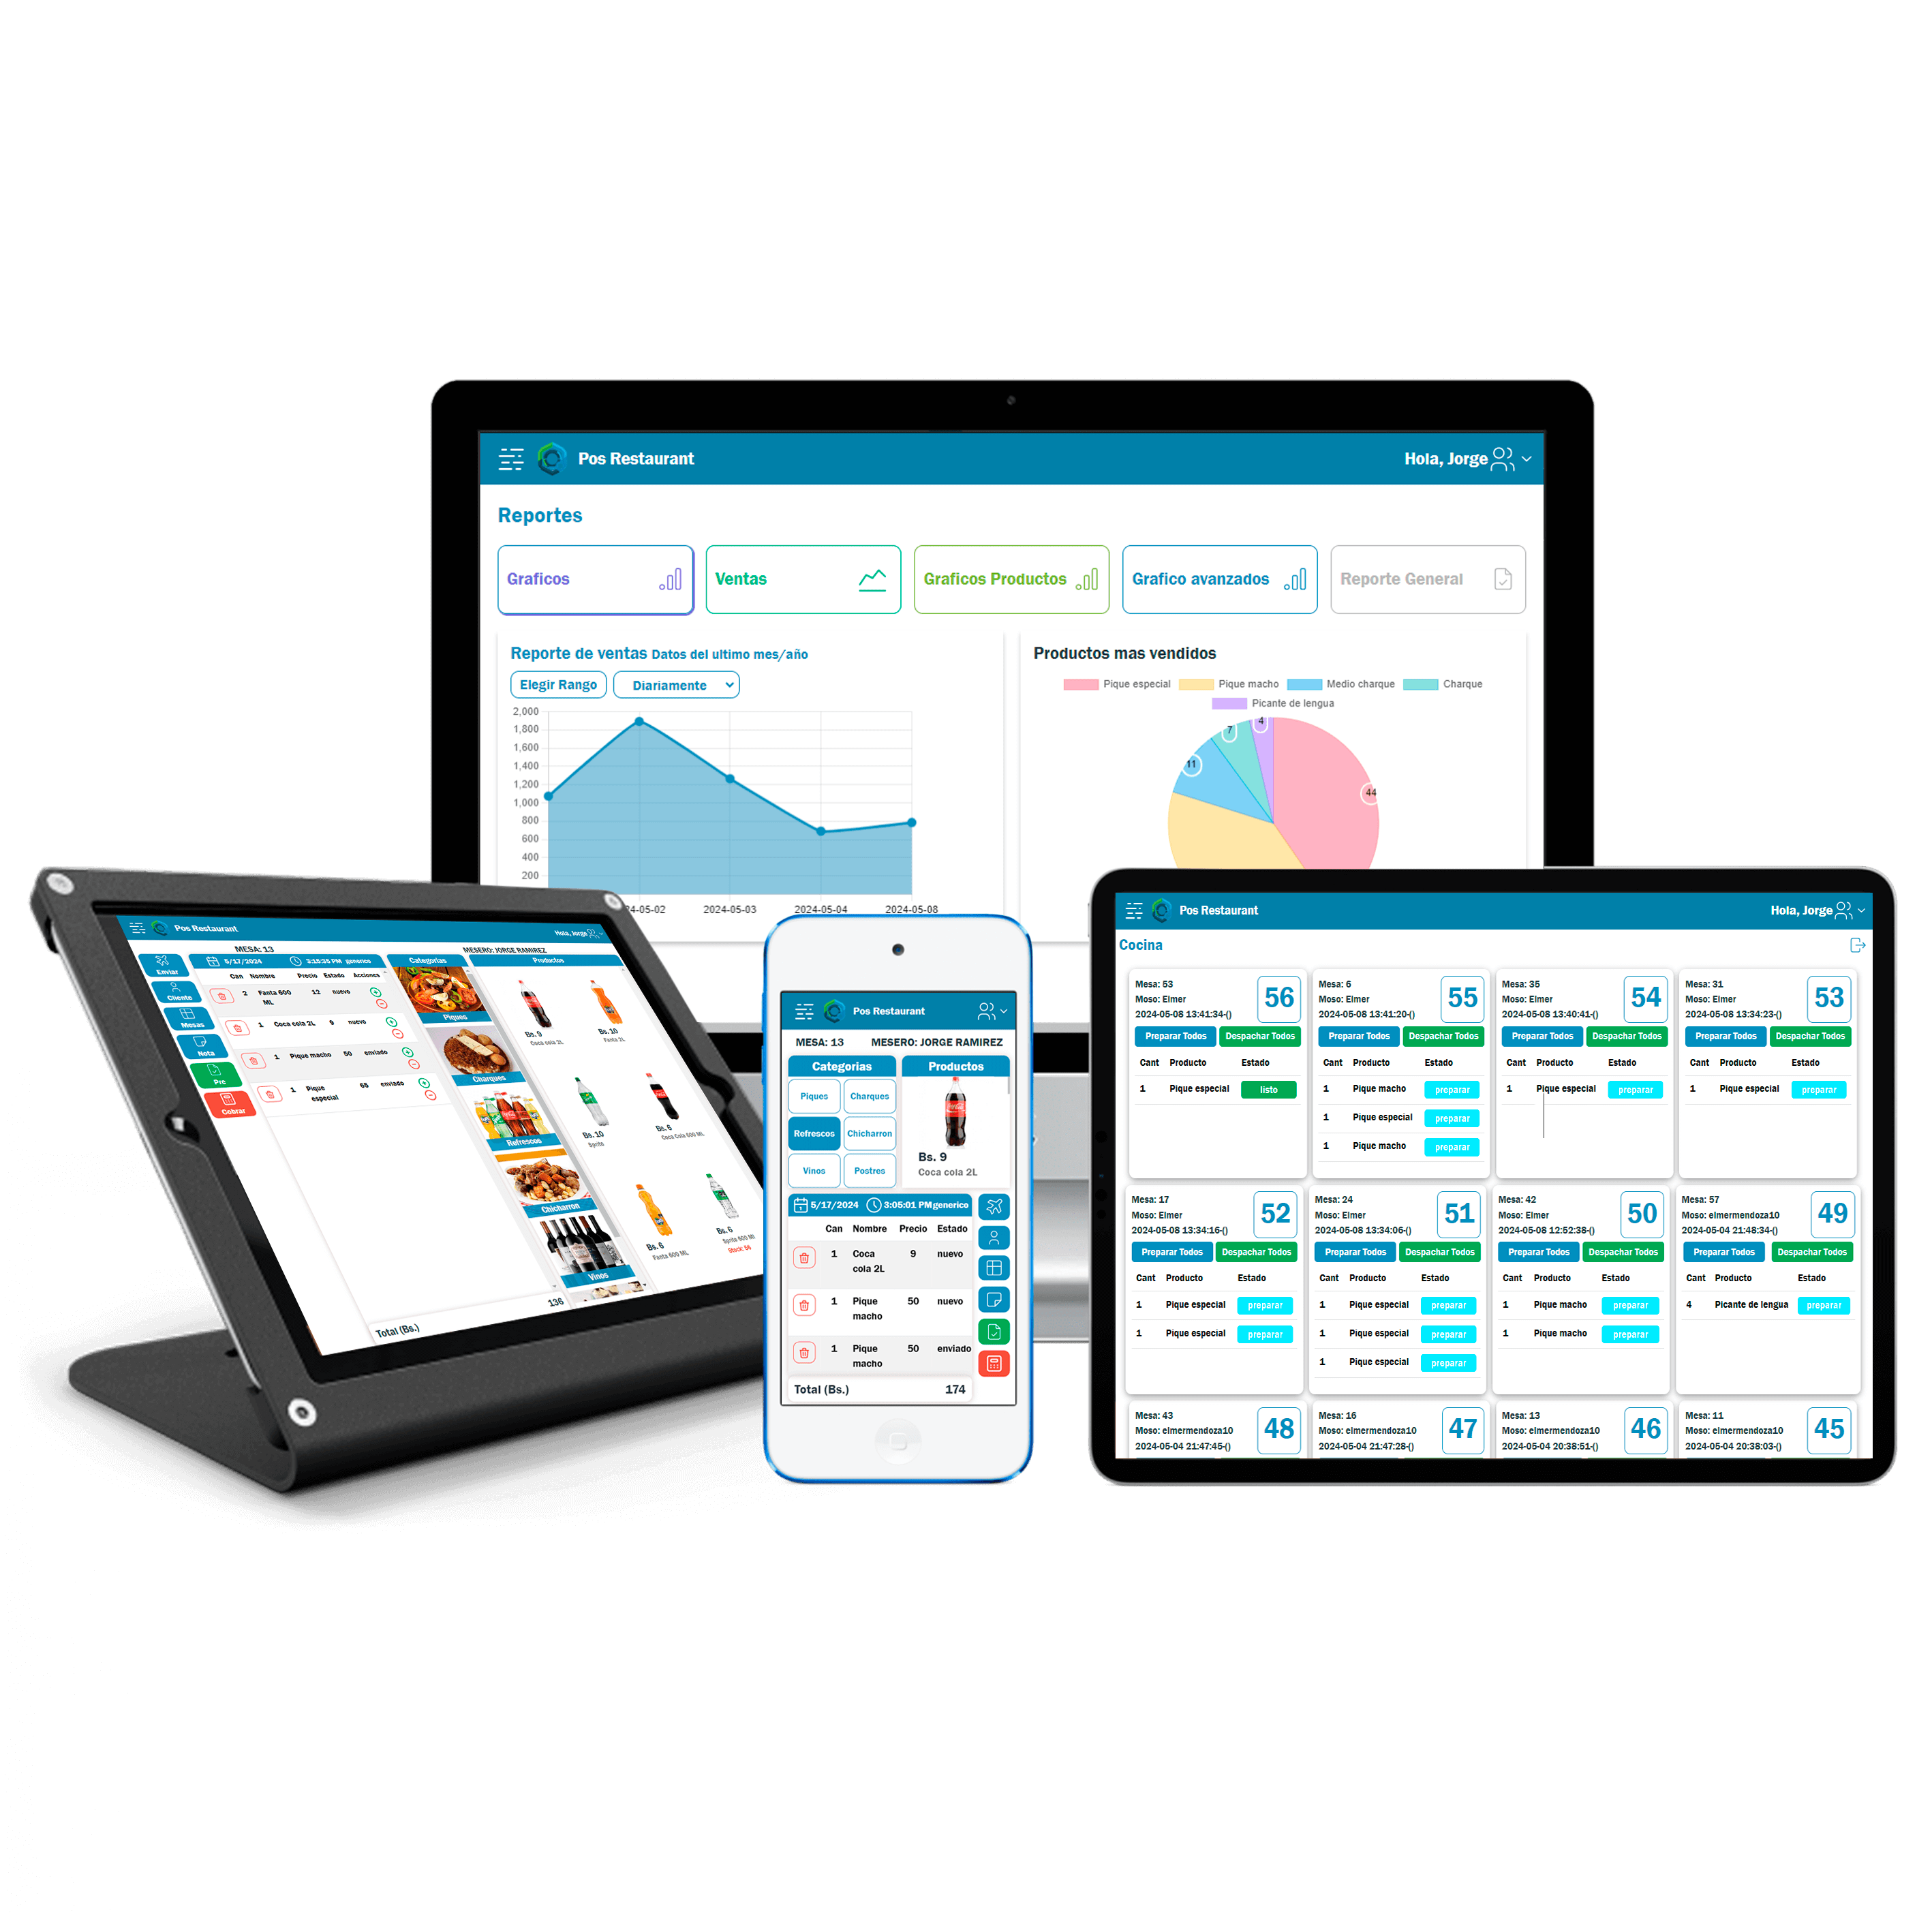 Pos Restaurant
Hola, Jorge
Reportes
Graficos
Ventas
Graficos Productos
Grafico avanzados
Reporte General
Reporte de ventas Datos del ultimo mes/año
Elegir Rango
Diariamente
2,000
1,800
1,600
1,400
1,200
1,000
800
600
400
200
24-05-02
2024-05-03
2024-05-04
2024-05-08
Productos mas vendidos
Pique especial
Pique macho
Medio charque
Charque
Picante de lengua
4
7
11
44
Pos Restaurant
Hola, Jorge
MESA: 13
MESERO: JORGE RAMIREZ
Enviar
Cliente
Mesas
Nota
Pre
Cobrar
5/17/2024 3:15:35 PM generico
Can Nombre Precio Estado Acciones
2 Fanta 600 ML 12 nuevo
1 Coca cola 2L 9 nuevo
1 Pique macho 50 enviado
1 Pique especial 65 enviado
Total (Bs.) 136
Categorias
Piques
Charques
Refrescos
Chicharron
Vinos
Productos
Bs. 9
Coca cola 2L
Bs. 10
Fanta 2L
Bs. 10
Sprite
Bs. 6
Coca Cola 600 ML
Bs. 6
Fanta 600 ML
Bs. 6
Sprite 600 M
Stock: 56
Pos Restaurant
MESA: 13
MESERO: JORGE RAMIREZ
Categorias
Productos
Piques
Charques
Refrescos
Chicharron
Vinos
Postres
Bs. 9
Coca cola 2L
5/17/2024 3:05:01 PM generico
Can Nombre Precio Estado
1 Coca cola 2L 9 nuevo
1 Pique macho 50 nuevo
1 Pique macho 50 enviado
Total (Bs.) 174
Pos Restaurant
Hola, Jorge
Cocina
Mesa: 53
Moso: Elmer
2024-05-08 13:41:34-()
56
Preparar Todos
Despachar Todos
Cant Producto Estado
1 Pique especial listo
Mesa: 6
Moso: Elmer
2024-05-08 13:41:20-()
55
Preparar Todos
Despachar Todos
Cant Producto Estado
1 Pique macho preparar
1 Pique especial preparar
1 Pique macho preparar
Mesa: 35
Moso: Elmer
2024-05-08 13:40:41-()
54
Preparar Todos
Despachar Todos
Cant Producto Estado
1 Pique especial preparar
Mesa: 31
Moso: Elmer
2024-05-08 13:34:23-()
53
Preparar Todos
Despachar Todos
Cant Producto Estado
1 Pique especial preparar
Mesa: 17
Moso: Elmer
2024-05-08 13:34:16-()
52
Preparar Todos
Despachar Todos
Cant Producto Estado
1 Pique especial preparar
1 Pique especial preparar
Mesa: 24
Moso: Elmer
2024-05-08 13:34:06-()
51
Preparar Todos
Despachar Todos
Cant Producto Estado
1 Pique especial preparar
1 Pique especial preparar
1 Pique especial preparar
Mesa: 42
Moso: Elmer
2024-05-08 12:52:38-()
50
Preparar Todos
Despachar Todos
Cant Producto Estado
1 Pique macho preparar
1 Pique macho preparar
Mesa: 57
Moso: elmermendoza10
2024-05-04 21:48:34-()
49
Preparar Todos
Despachar Todos
Cant Producto Estado
4 Picante de lengua preparar
Mesa: 43
Moso: elmermendoza10
2024-05-04 21:47:45-()
48
Mesa: 16
Moso: elmermendoza10
2024-05-04 21:47:28-()
47
Mesa: 13
Moso: elmermendoza10
2024-05-04 20:38:51-()
46
Mesa: 11
Moso: elmermendoza10
2024-05-04 20:38:03-()
45